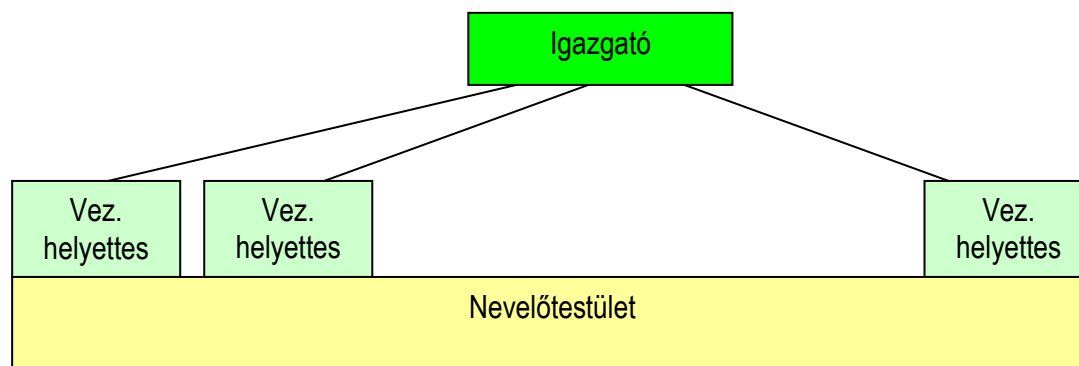 Igazgató
Vez.
helyettes
Vez.
helyettes
Vez.
helyettes
Nevelőtestület